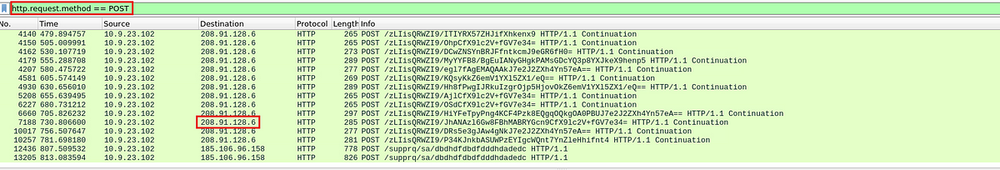 http.request.method == POST
No. Time Source Destination Protocol Length Info
4140 479.894757 10.9.23.102 208.91.128.6 HTTP 265 POST /zLIisQRWZI9/ITIYRX57ZHJifXhkenx9 HTTP/1.1 Continuation
4150 505.009991 10.9.23.102 208.91.128.6 HTTP 265 POST /zLIisQRWZI9/OhpCfX9lc2V+fGV7e34= HTTP/1.1 Continuation
4162 530.107719 10.9.23.102 208.91.128.6 HTTP 273 POST /zLIisQRWZI9/DCwZNSYnBRJFfntkcmJ9eGR6fH0= HTTP/1.1 Continuation
4179 555.288708 10.9.23.102 208.91.128.6 HTTP 289 POST /zLIisQRWZI9/MyYYFB8/BgEuIANyGHgkPAMsGDcYQ3p8YXJkeX9henp5 HTTP/1.1 Continuation
4207 580.475722 10.9.23.102 208.91.128.6 HTTP 277 POST /zLIisQRWZI9/egl7fAgEMAQAAkJ7e2J2ZXh4Yn57eA== HTTP/1.1 Continuation
4581 605.574149 10.9.23.102 208.91.128.6 HTTP 269 POST /zLIisQRWZI9/KQsyKkZ6emV1YXl5ZX1/eQ== HTTP/1.1 Continuation
4930 630.656010 10.9.23.102 208.91.128.6 HTTP 289 POST /zLIisQRWZI9/Hh8fPwgIJRkuIzgrOjp5HjovOkZ6emV1YXl5ZX1/eQ== HTTP/1.1 Continuation
5208 655.639495 10.9.23.102 208.91.128.6 HTTP 265 POST /zLIisQRWZI9/AjlCfX9lc2V+fGV7e34= HTTP/1.1 Continuation
6227 680.731212 10.9.23.102 208.91.128.6 HTTP 265 POST /zLIisQRWZI9/OSdCfX9lc2V+fGV7e34= HTTP/1.1 Continuation
6660 705.826232 10.9.23.102 208.91.128.6 HTTP 297 POST /zLIisQRWZI9/HiYFeTpyPng4KCF4Pzk8EQgqOQkgOA0PBUJ7e2J2ZXh4Yn57eA== HTTP/1.1 Continuation
7188 730.806600 10.9.23.102 208.91.128.6 HTTP 285 POST /zLIisQRWZI9/JhANAzl6Gw8FBhMABRYGcn9CfX9lc2V+fGV7e34= HTTP/1.1 Continuation
10017 756.507647 10.9.23.102 208.91.128.6 HTTP 277 POST /zLIisQRWZI9/DRs5e3gJAw4gNkJ7e2J2ZXh4Yn57eA== HTTP/1.1 Continuation
10257 781.698180 10.9.23.102 208.91.128.6 HTTP 281 POST /zLIisQRWZI9/P34KJnkbASUWPzEYIgcWQnt7YnZleHhifnt4 HTTP/1.1 Continuation
12436 807.509532 10.9.23.102 185.106.96.158 HTTP 778 POST /supprq/sa/dbdhdfdbdfdddhdadedc HTTP/1.1
13205 813.083594 10.9.23.102 185.106.96.158 HTTP 826 POST /supprq/sa/dbdhdfdbdfdddhdadedc HTTP/1.1